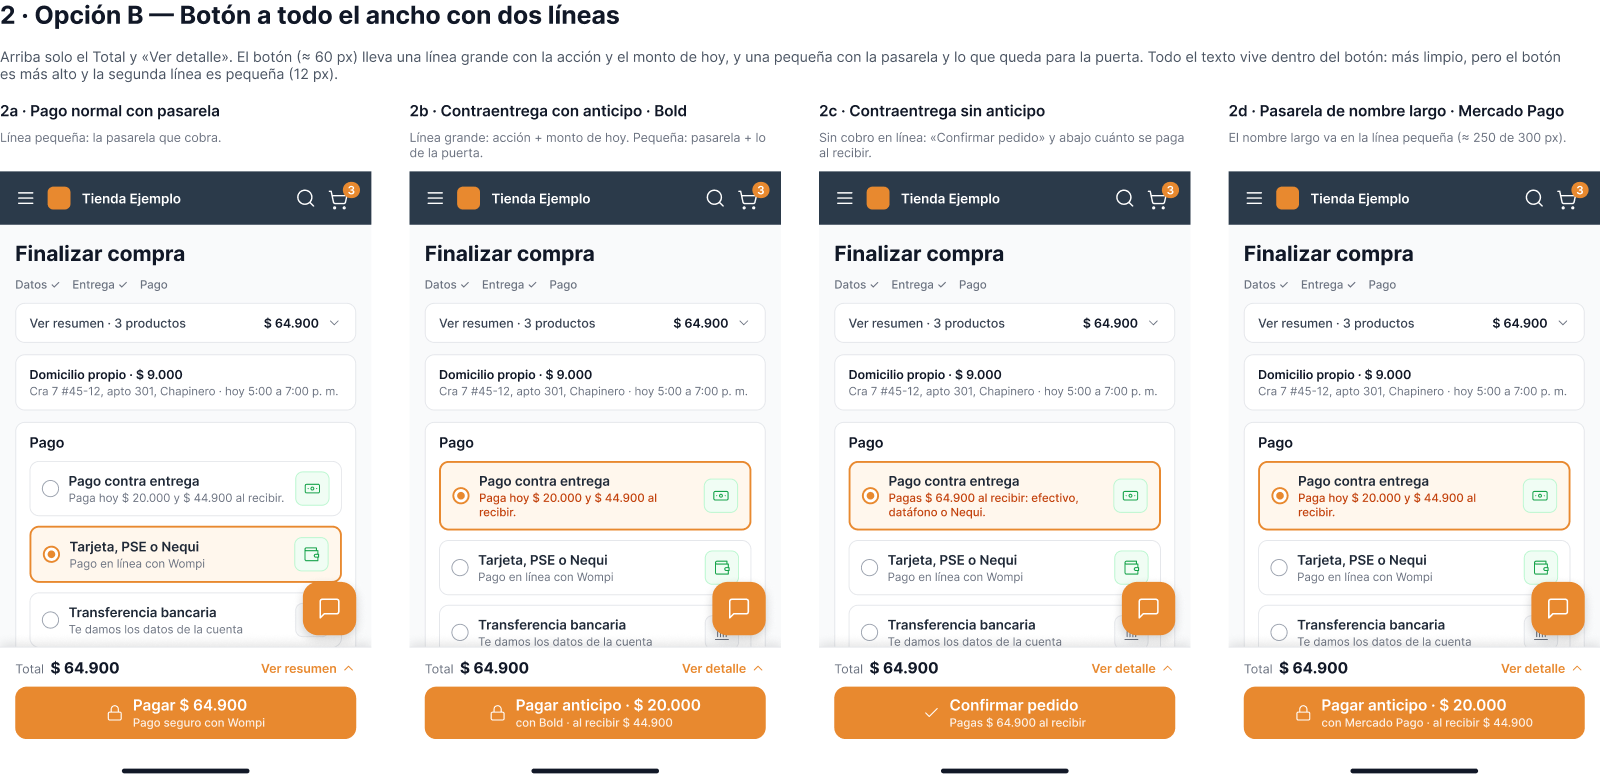 2 · Opción B — Botón a todo el ancho con dos líneas
Arriba solo el Total y «Ver detalle». El botón (≈ 60 px) lleva una línea grande con la acción y el monto de hoy, y una pequeña con la pasarela y lo que queda para la puerta. Todo el texto vive dentro del botón: más limpio, pero el botón
es más alto y la segunda línea es pequeña (12 px).
2a · Pago normal con pasarela
Línea pequeña: la pasarela que cobra.
Tienda Ejemplo
3
Finalizar compra
Datos ✓ Entrega ✓ Pago
Ver resumen · 3 productos $ 64.900
Domicilio propio · $ 9.000
Cra 7 #45-12, apto 301, Chapinero · hoy 5:00 a 7:00 p. m.
Pago
Pago contra entrega
Paga hoy $ 20.000 y $ 44.900 al recibir.
Tarjeta, PSE o Nequi
Pago en línea con Wompi
Transferencia bancaria
Te damos los datos de la cuenta
Total $ 64.900 Ver resumen
Pagar $ 64.900
Pago seguro con Wompi
2b · Contraentrega con anticipo · Bold
Línea grande: acción + monto de hoy. Pequeña: pasarela + lo
de la puerta.
Tienda Ejemplo
3
Finalizar compra
Datos ✓ Entrega ✓ Pago
Ver resumen · 3 productos $ 64.900
Domicilio propio · $ 9.000
Cra 7 #45-12, apto 301, Chapinero · hoy 5:00 a 7:00 p. m.
Pago
Pago contra entrega
Paga hoy $ 20.000 y $ 44.900 al
recibir.
Tarjeta, PSE o Nequi
Pago en línea con Wompi
Transferencia bancaria
Te damos los datos de la cuenta
Total $ 64.900 Ver detalle
Pagar anticipo · $ 20.000
con Bold · al recibir $ 44.900
2c · Contraentrega sin anticipo
Sin cobro en línea: «Confirmar pedido» y abajo cuánto se paga
al recibir.
Tienda Ejemplo
3
Finalizar compra
Datos ✓ Entrega ✓ Pago
Ver resumen · 3 productos $ 64.900
Domicilio propio · $ 9.000
Cra 7 #45-12, apto 301, Chapinero · hoy 5:00 a 7:00 p. m.
Pago
Pago contra entrega
Pagas $ 64.900 al recibir: efectivo,
datáfono o Nequi.
Tarjeta, PSE o Nequi
Pago en línea con Wompi
Transferencia bancaria
Te damos los datos de la cuenta
Total $ 64.900 Ver detalle
Confirmar pedido
Pagas $ 64.900 al recibir
2d · Pasarela de nombre largo · Mercado Pago
El nombre largo va en la línea pequeña (≈ 250 de 300 px).
Tienda Ejemplo
3
Finalizar compra
Datos ✓ Entrega ✓ Pago
Ver resumen · 3 productos $ 64.900
Domicilio propio · $ 9.000
Cra 7 #45-12, apto 301, Chapinero · hoy 5:00 a 7:00 p. m.
Pago
Pago contra entrega
Paga hoy $ 20.000 y $ 44.900 al
recibir.
Tarjeta, PSE o Nequi
Pago en línea con Wompi
Transferencia bancaria
Te damos los datos de la cuenta
Total $ 64.900 Ver detalle
Pagar anticipo · $ 20.000
con Mercado Pago · al recibir $ 44.900